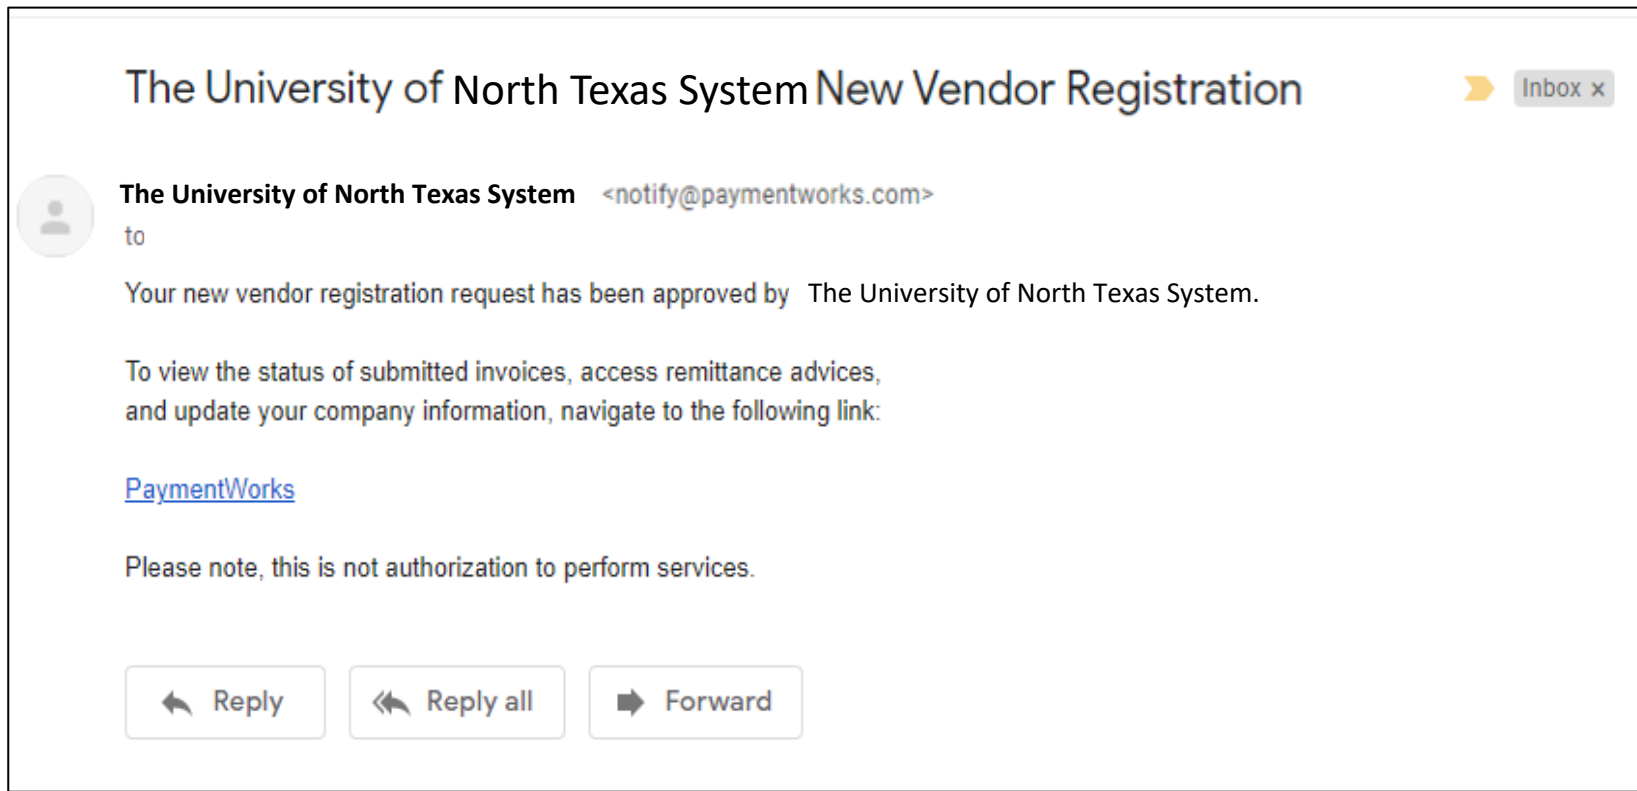 The University of North Texas System New Vendor Registration
Inbox x
The University of North Texas System <notify@paymentworks.com>
to
Your new vendor registration request has been approved by The University of North Texas System.
To view the status of submitted invoices, access remittance advices,
and update your company information, navigate to the following link:
PaymentWorks
Please note, this is not authorization to perform services.
Reply
Reply all
Forward